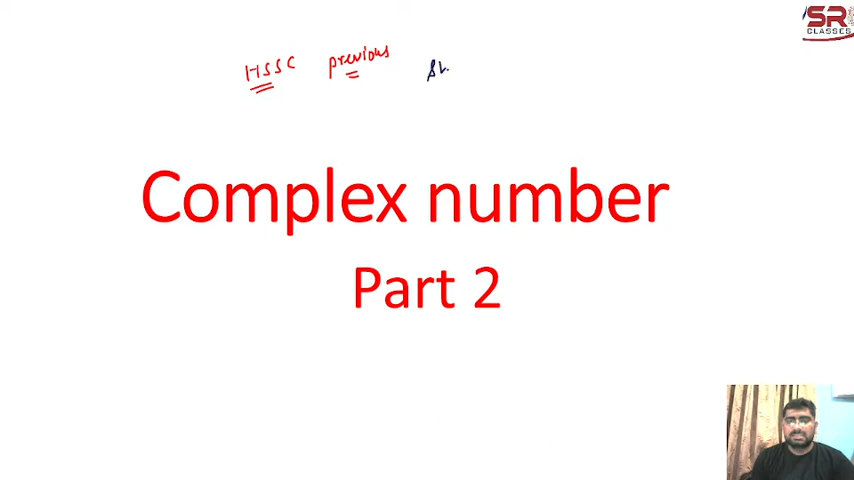 SR
CLASSES
HSSC previous
Complex number
Part 2